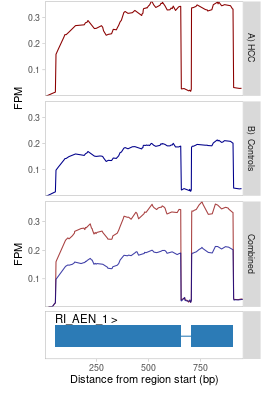 FPM
0.3
0.2
0.1
A) HCC
0.3
0.2
0.1
B) Controls
FPM
0.3
0.2
0.1
Combined
RI_AEN_1 >
250 500 750
Distance from region start (bp)